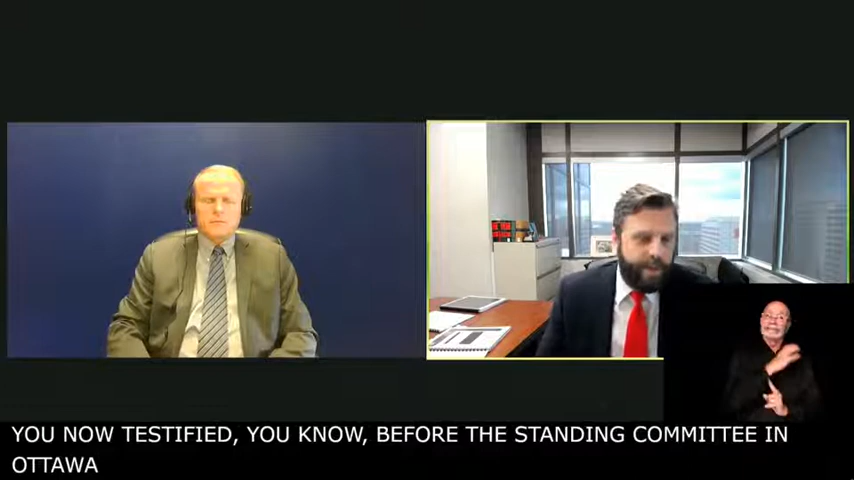 YOU NOW TESTIFIED, YOU KNOW, BEFORE THE STANDING COMMITTEE IN
OTTAWA